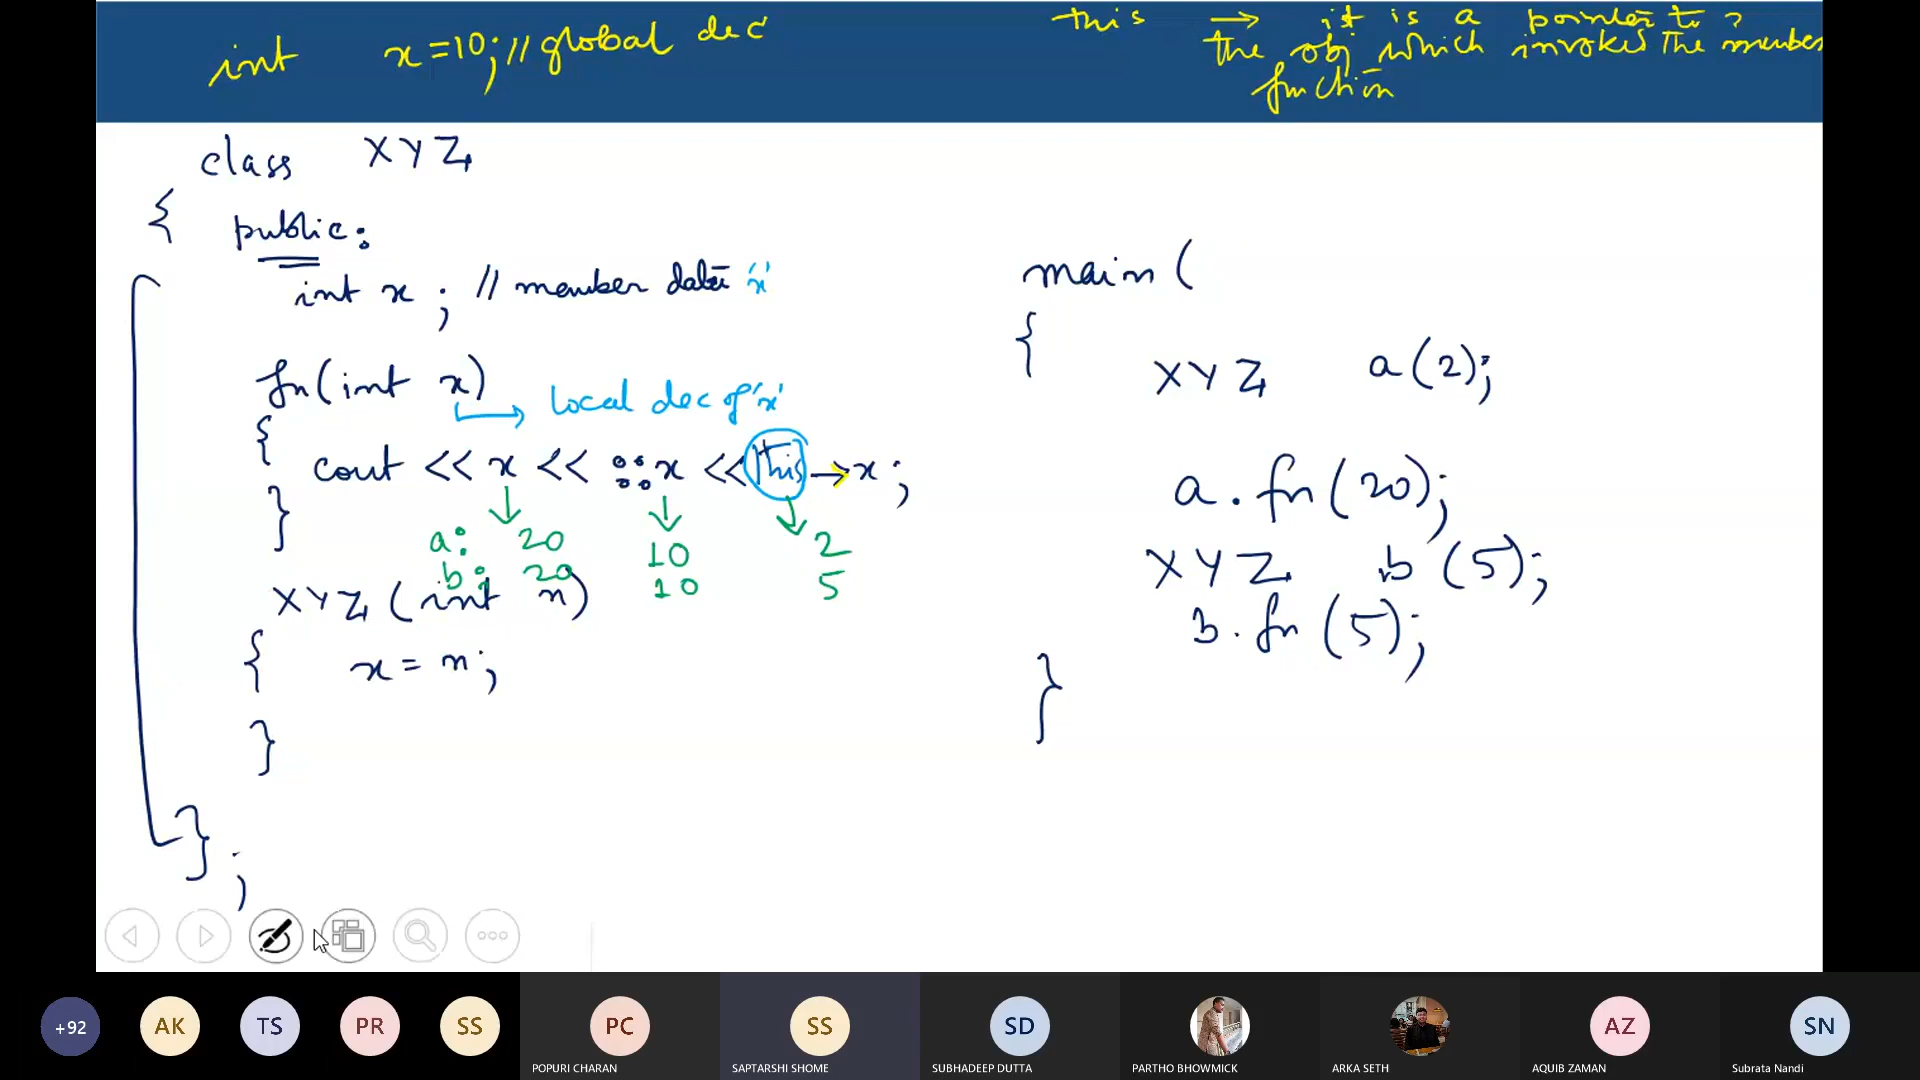 int x=10; // global dec
this → it is a pointer to
the obj which invokes the member
function
class XYZ
{ public:
int x; // member data 'x'
fn(int x)
local dec of 'x'
{
cout << x << ::x << this→x;
}
a: 20 10 2
b: 20 10 5
XYZ(int n)
{ x = n;
}
};
main(
{
XYZ a(2);
a.fn(20);
XYZ b(5);
b.fn(5);
}
+92 AK TS PR SS PC SS SD AZ SN
POPURI CHARAN SAPTARSHI SHOME SUBHADEEP DUTTA PARTHO BHOWMICK ARKA SETH AQUIB ZAMAN Subrata Nandi